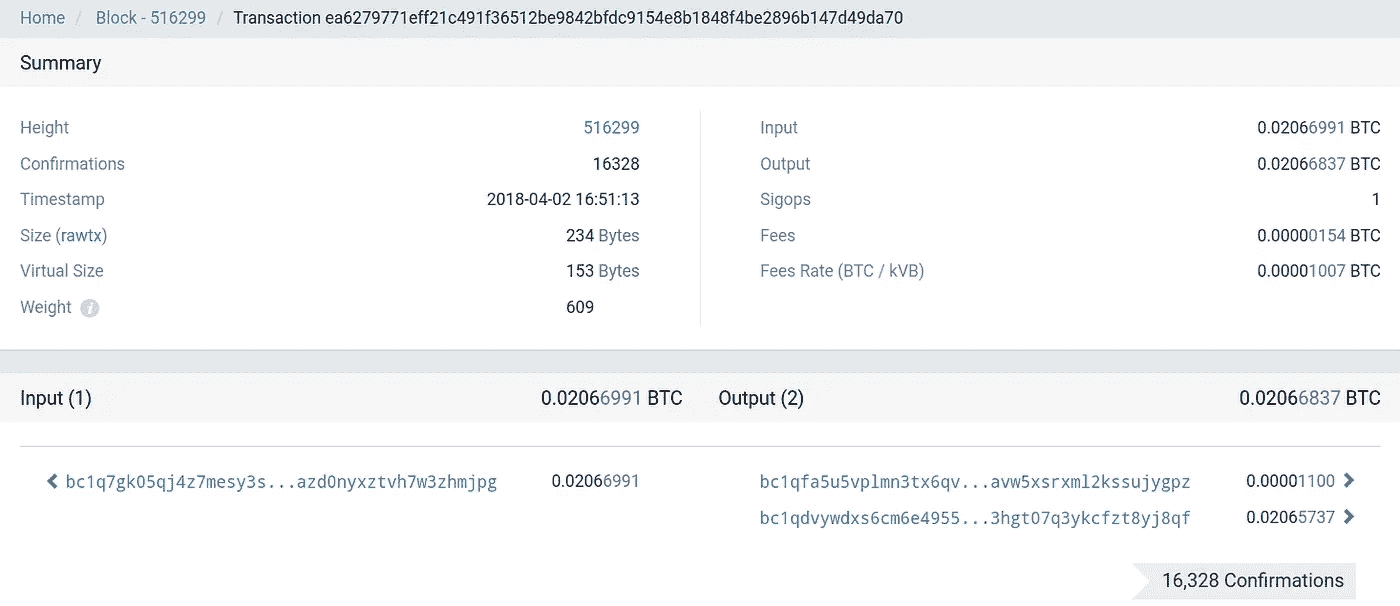 Home / Block - 516299 / Transaction ea6279771eff21c491f36512be9842bfdc9154e8b1848f4be2896b147d49da70
Summary
Height 516299
Confirmations 16328
Timestamp 2018-04-02 16:51:13
Size (rawtx) 234 Bytes
Virtual Size 153 Bytes
Weight i 609
Input 0.02066991 BTC
Output 0.02066837 BTC
Sigops 1
Fees 0.00000154 BTC
Fees Rate (BTC / kVB) 0.00001007 BTC
Input (1) 0.02066991 BTC
Output (2) 0.02066837 BTC
bc1q7gk05qj4z7mesy3s...azd0nyxztvh7w3zhmjpg 0.02066991
bc1qfa5u5vplmn3tx6qv...avw5xsrxml2kssujygpz 0.00001100
bc1qdvywdxs6cm6e4955...3hgt07q3ykcfzt8yj8qf 0.02065737
16,328 Confirmations